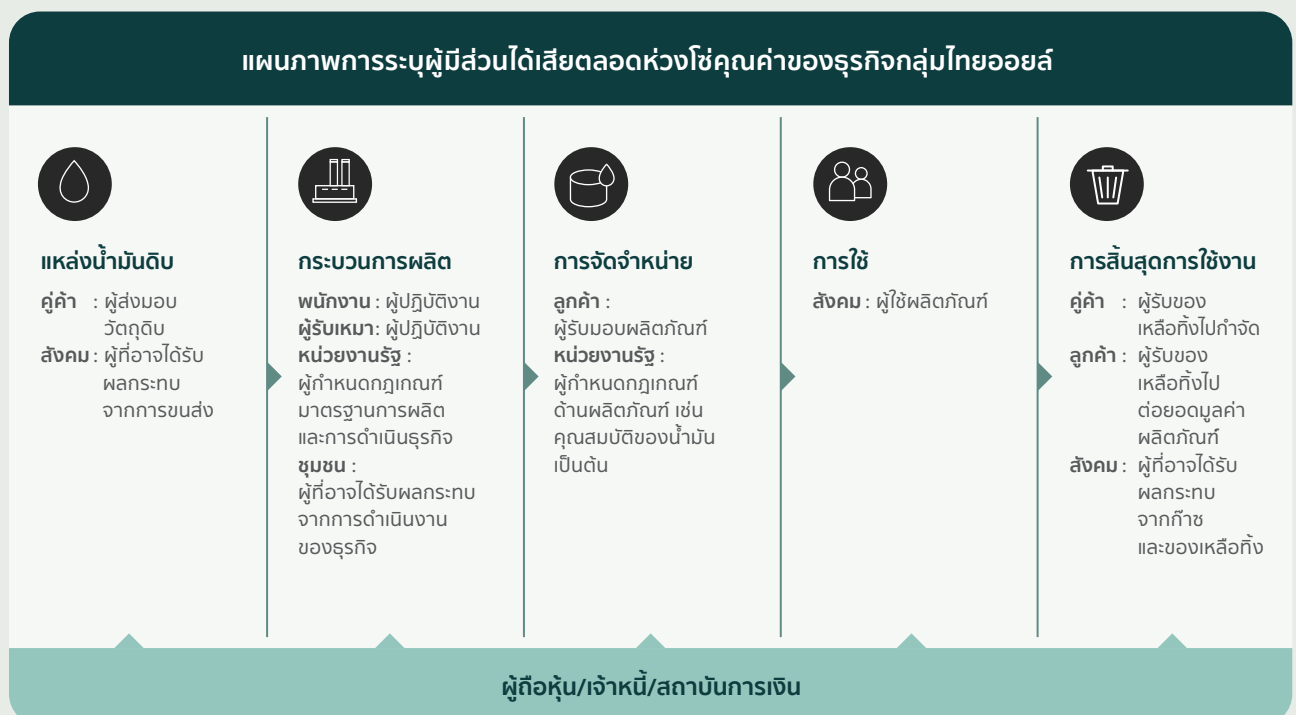 แผนภาพการระบุผู้มีส่วนได้เสียตลอดห่วงโซ่คุณค่าของธุรกิจกลุ่มไทยออยล์
แหล่งน้ำมันดิบ
คู่ค้า : ผู้ส่งมอบ
วัตถุดิบ
สังคม : ผู้ที่อาจได้รับ
ผลกระทบ
จากการขนส่ง
กระบวนการผลิต
พนักงาน : ผู้ปฏิบัติงาน
ผู้รับเหมา : ผู้ปฏิบัติงาน
หน่วยงานรัฐ :
ผู้กำหนดกฎเกณฑ์
มาตรฐานการผลิต
และการดำเนินธุรกิจ
ชุมชน :
ผู้ที่อาจได้รับผลกระทบ
จากการดำเนินงาน
ของธุรกิจ
การจัดจำหน่าย
ลูกค้า :
ผู้รับมอบผลิตภัณฑ์
หน่วยงานรัฐ :
ผู้กำหนดกฎเกณฑ์
ด้านผลิตภัณฑ์ เช่น
คุณสมบัติของน้ำมัน
เป็นต้น
การใช้
สังคม : ผู้ใช้ผลิตภัณฑ์
การสิ้นสุดการใช้งาน
คู่ค้า : ผู้รับของ
เหลือทิ้งไปกำจัด
ลูกค้า : ผู้รับของ
เหลือทิ้งไป
ต่อยอดมูลค่า
ผลิตภัณฑ์
สังคม : ผู้ที่อาจได้รับ
ผลกระทบ
จากก๊าซ
และของเหลือทิ้ง
ผู้ถือหุ้น/เจ้าหนี้/สถาบันการเงิน